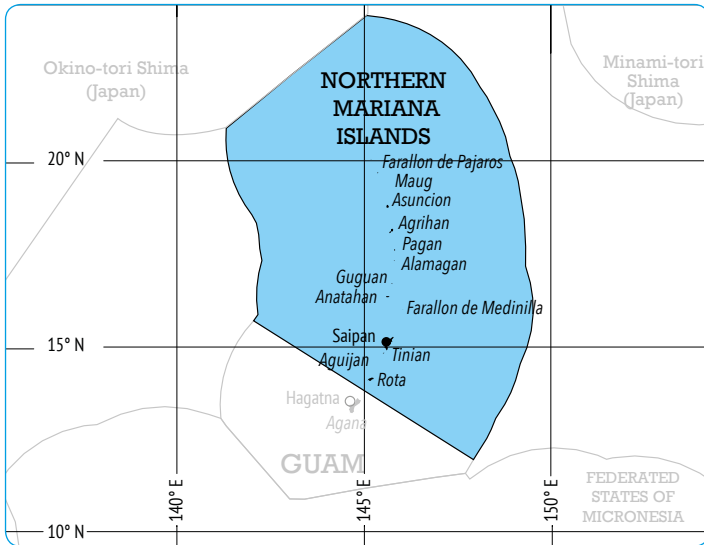 Okino-tori Shima
(Japan)
NORTHERN
MARIANA
ISLANDS
Minami-tori
Shima
(Japan)
20° N
Farallon de Pajaros
Maug
Asuncion
Agrihan
Pagan
Alamagan
Guguan
Anatahan
Farallon de Medinilla
Saipan
15° N
Tinian
Aguijan
Rota
Hagatna
Agana
GUAM
FEDERATED
STATES OF
MICRONESIA
140° E
145° E
150° E
10° N